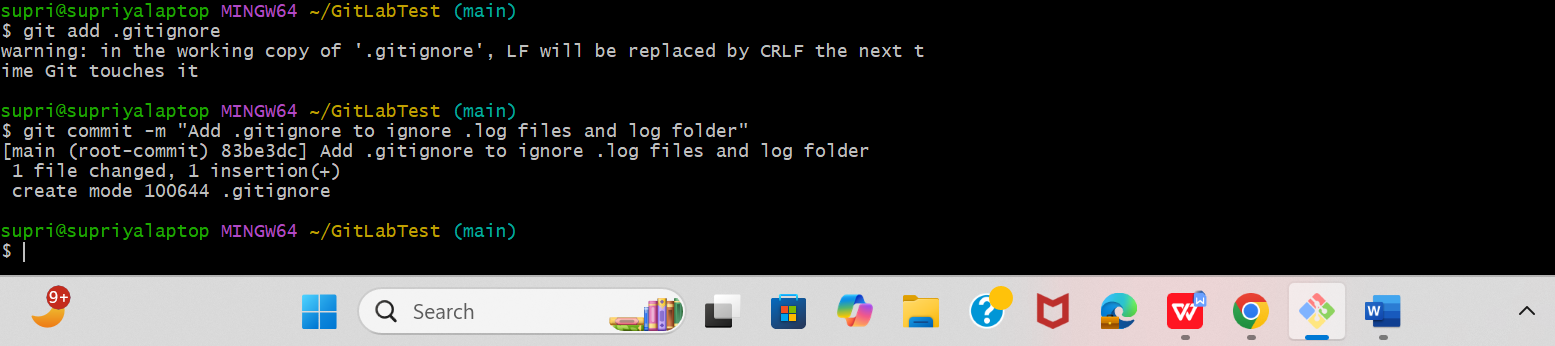 supri@supriyalaptop MINGW64 ~/GitLabTest (main)
$ git add .gitignore
warning: in the working copy of '.gitignore', LF will be replaced by CRLF the next t
ime Git touches it
supri@supriyalaptop MINGW64 ~/GitLabTest (main)
$ git commit -m "Add .gitignore to ignore .log files and log folder"
[main (root-commit) 83be3dc] Add .gitignore to ignore .log files and log folder
 1 file changed, 1 insertion(+)
 create mode 100644 .gitignore
supri@supriyalaptop MINGW64 ~/GitLabTest (main)
$
9+
Search